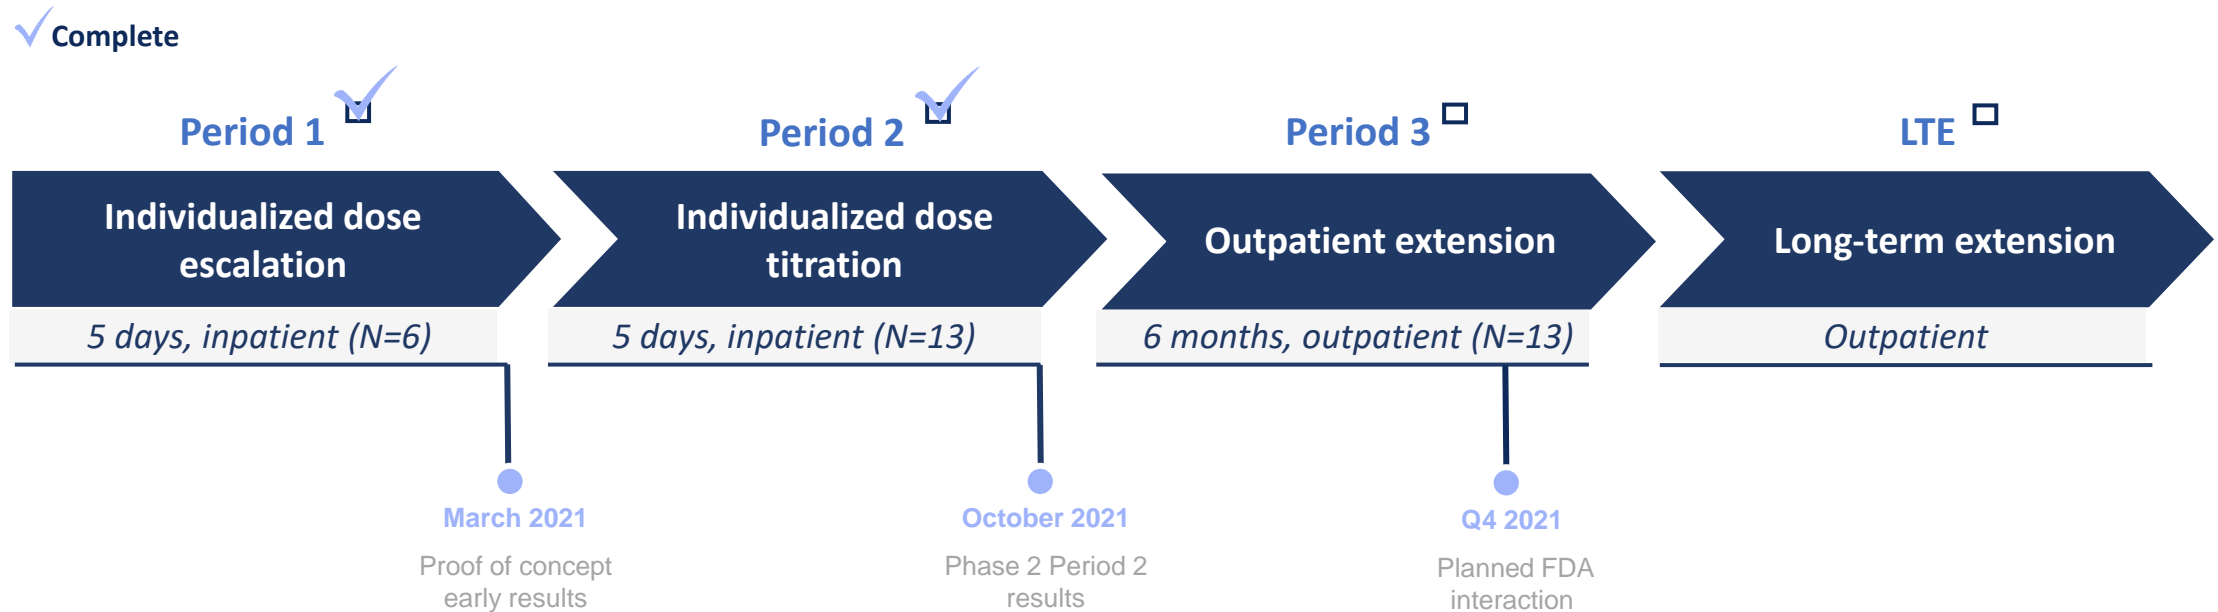 Complete
Period 1
Period 2
Period 3
LTE
Individualized dose
escalation
Individualized dose
titration
Outpatient extension
Long-term extension
5 days, inpatient (N=6)
5 days, inpatient (N=13)
6 months, outpatient (N=13)
Outpatient
March 2021
Proof of concept
early results
October 2021
Phase 2 Period 2
results
Q4 2021
Planned FDA
interaction